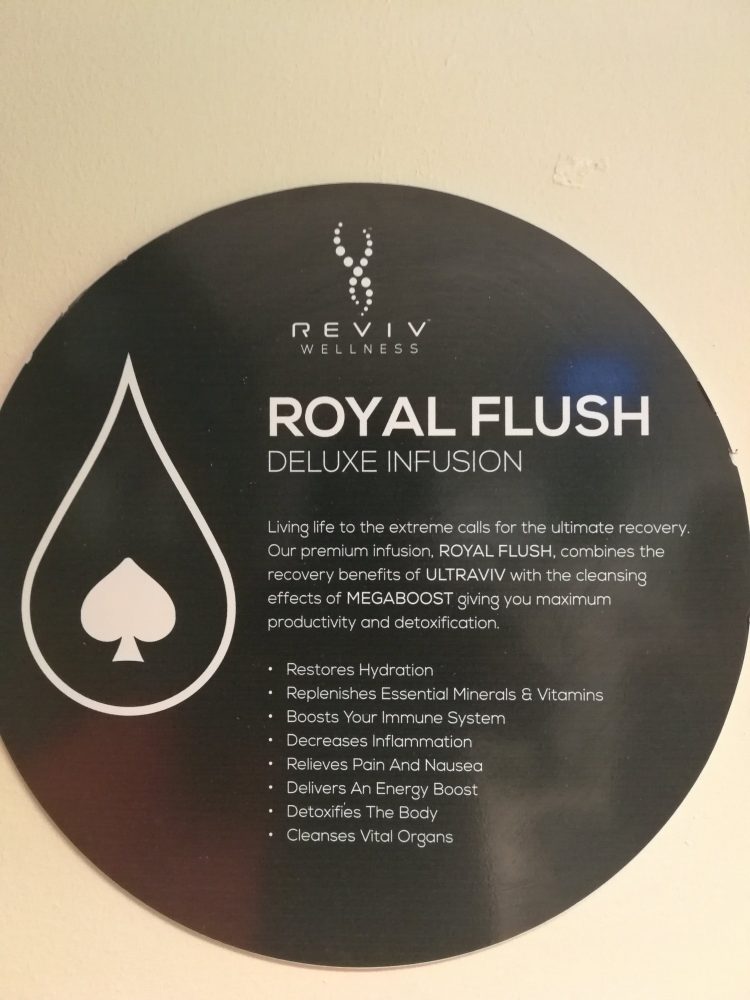 REVIV™
WELLNESS
ROYAL FLUSH
DELUXE INFUSION
Living life to the extreme calls for the ultimate recovery.
Our premium infusion, ROYAL FLUSH, combines the
recovery benefits of ULTRAVIV with the cleansing
effects of MEGABOOST giving you maximum
productivity and detoxification.
• Restores Hydration
• Replenishes Essential Minerals & Vitamins
• Boosts Your Immune System
• Decreases Inflammation
• Relieves Pain And Nausea
• Delivers An Energy Boost
• Detoxifies The Body
• Cleanses Vital Organs